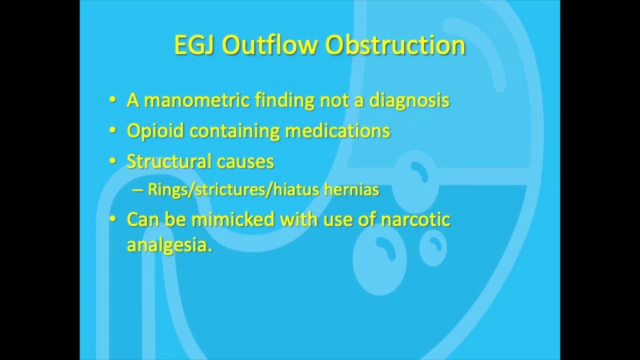 EGJ Outflow Obstruction
• A manometric finding not a diagnosis
• Opioid containing medications
• Structural causes
– Rings/strictures/hiatus hernias
• Can be mimicked with use of narcotic
analgesia.